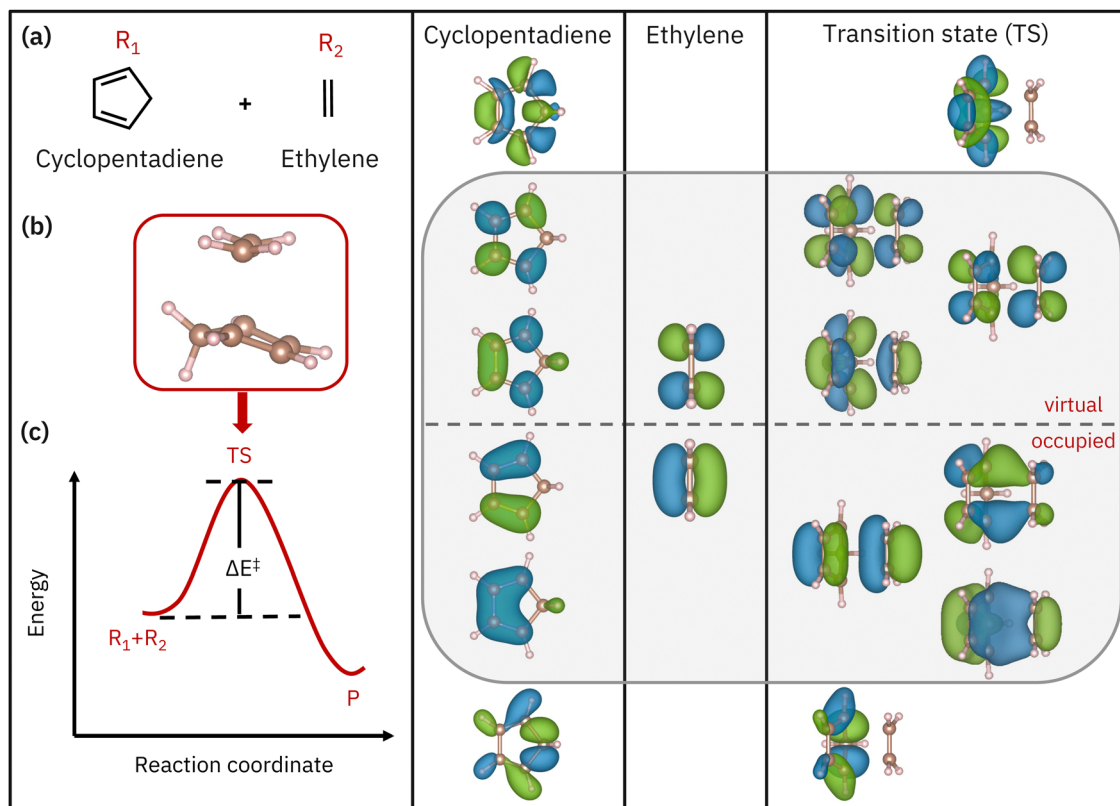 (a)
R₁
R₂
+
Cyclopentadiene
Ethylene
(b)
(c)
TS
ΔE‡
Energy
R₁+R₂
P
Reaction coordinate
Cyclopentadiene
Ethylene
Transition state (TS)
virtual
occupied